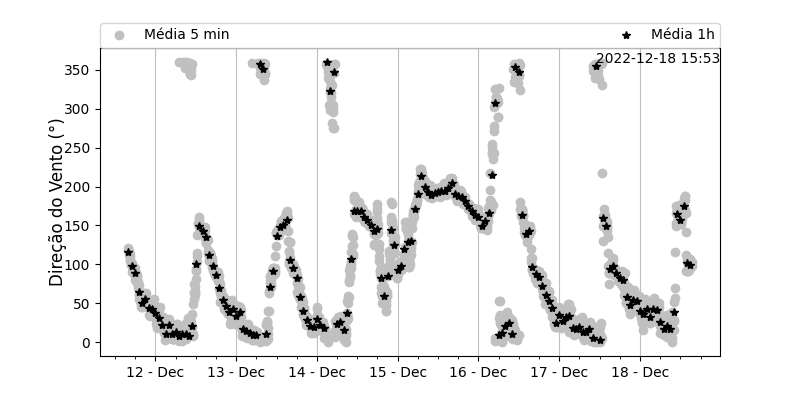 Média 5 min
Média 1h
2022-12-18 15:53
Direção do Vento (°)
350
300
250
200
150
100
50
0
12 - Dec
13 - Dec
14 - Dec
15 - Dec
16 - Dec
17 - Dec
18 - Dec